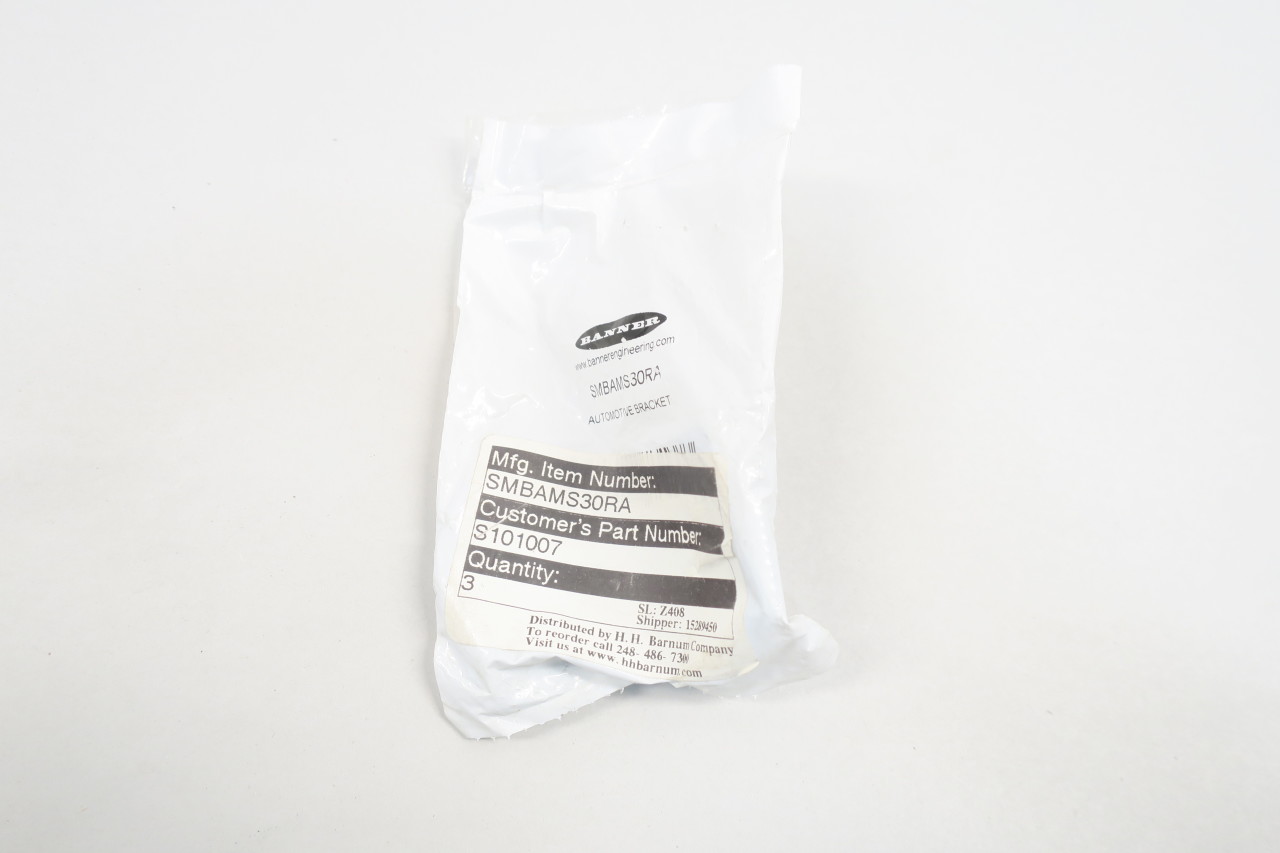 BANNER
www.bannerengineering.com
SMBAMS30RA
AUTOMOTIVE BRACKET
Mfg. Item Number:
SMBAMS30RA
Customer's Part Number:
S101007
Quantity:
3
SL: Z408
Shipper: 15289450
Distributed by H. H. Barnum Company
To reorder call 248- 486- 7300
Visit us at www. hhbarnum.com